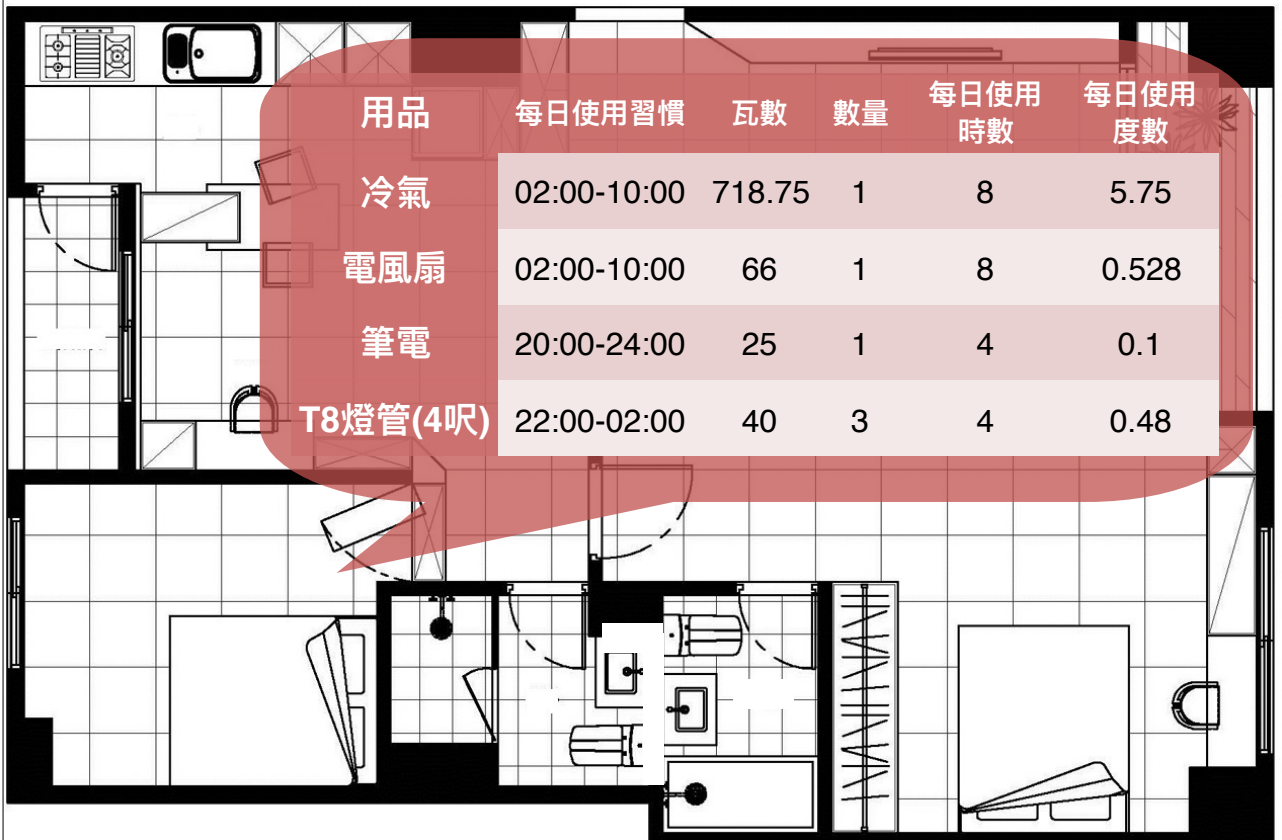 用品 每日使用習慣 瓦數 數量 每日使用時數 每日使用度數
冷氣 02:00-10:00 718.75 1 8 5.75
電風扇 02:00-10:00 66 1 8 0.528
筆電 20:00-24:00 25 1 4 0.1
T8燈管(4呎) 22:00-02:00 40 3 4 0.48